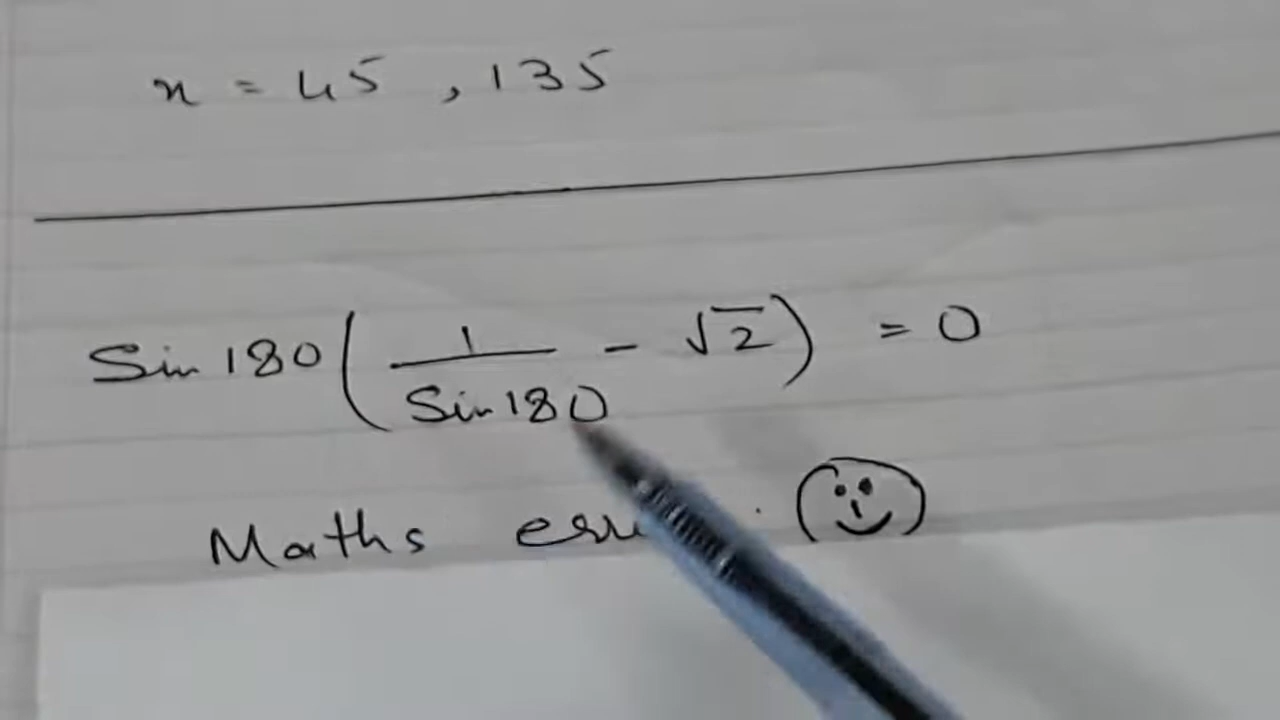 x = 45 , 135
Sin 180 ( 1 / Sin 180 - √2 ) = 0
Maths